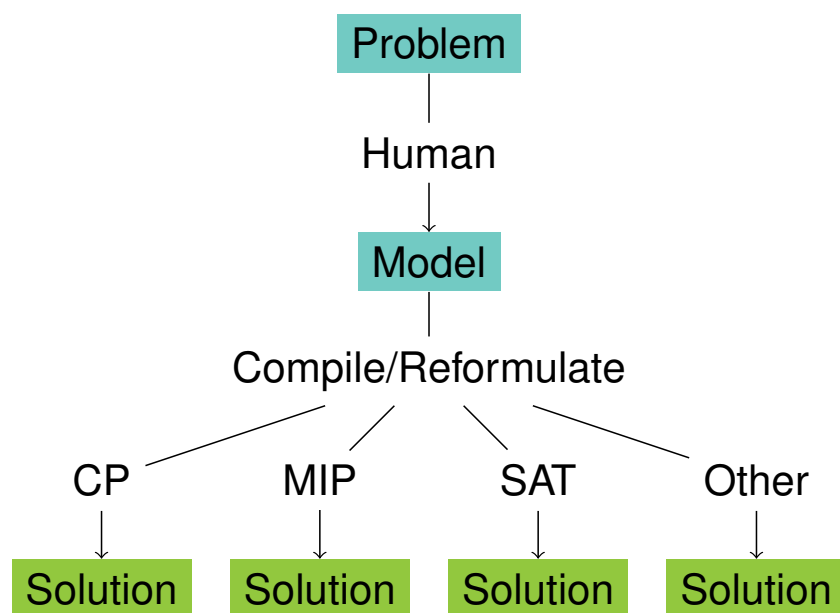 Problem
Human
Model
Compile/Reformulate
CP MIP SAT Other
Solution Solution Solution Solution